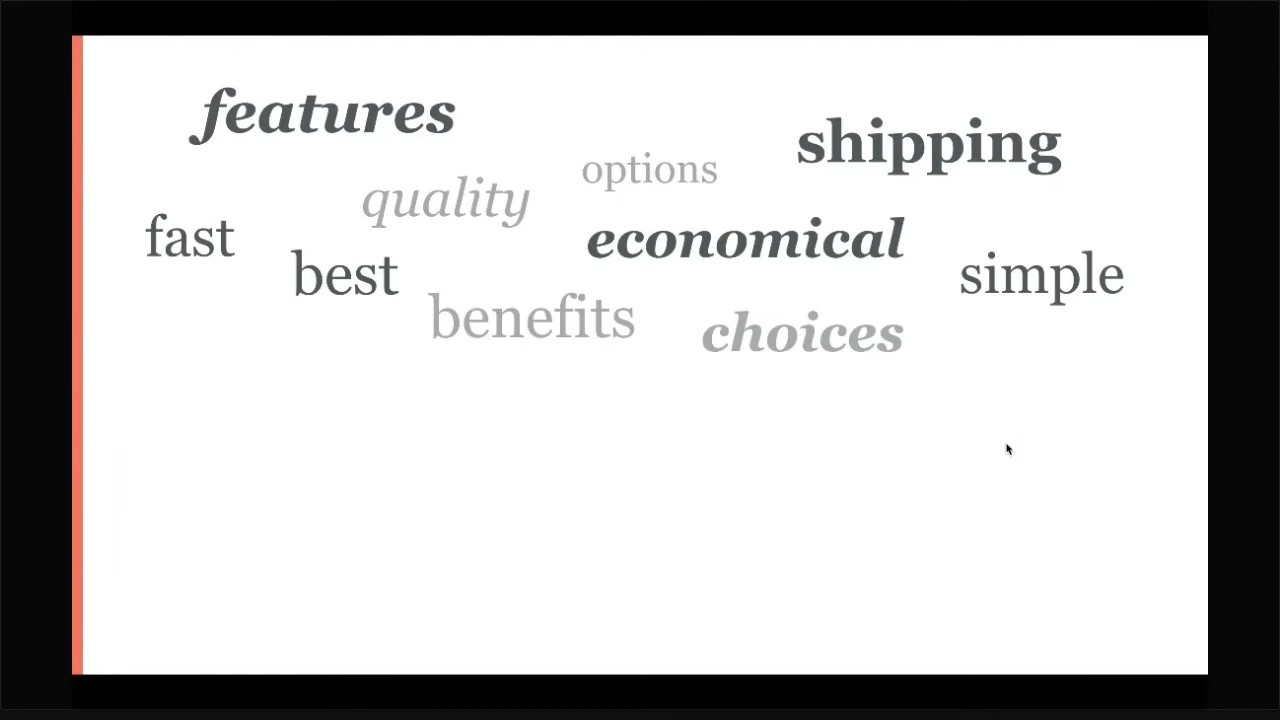 features
shipping
options
quality
fast
economical
best
simple
benefits
choices